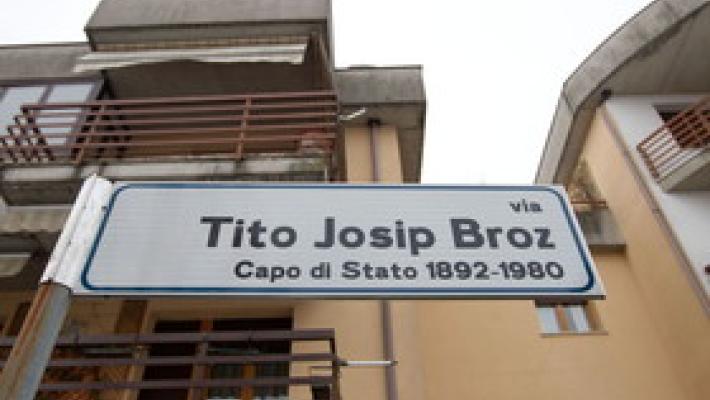 via
Tito Josip Broz
Capo di Stato 1892-1980